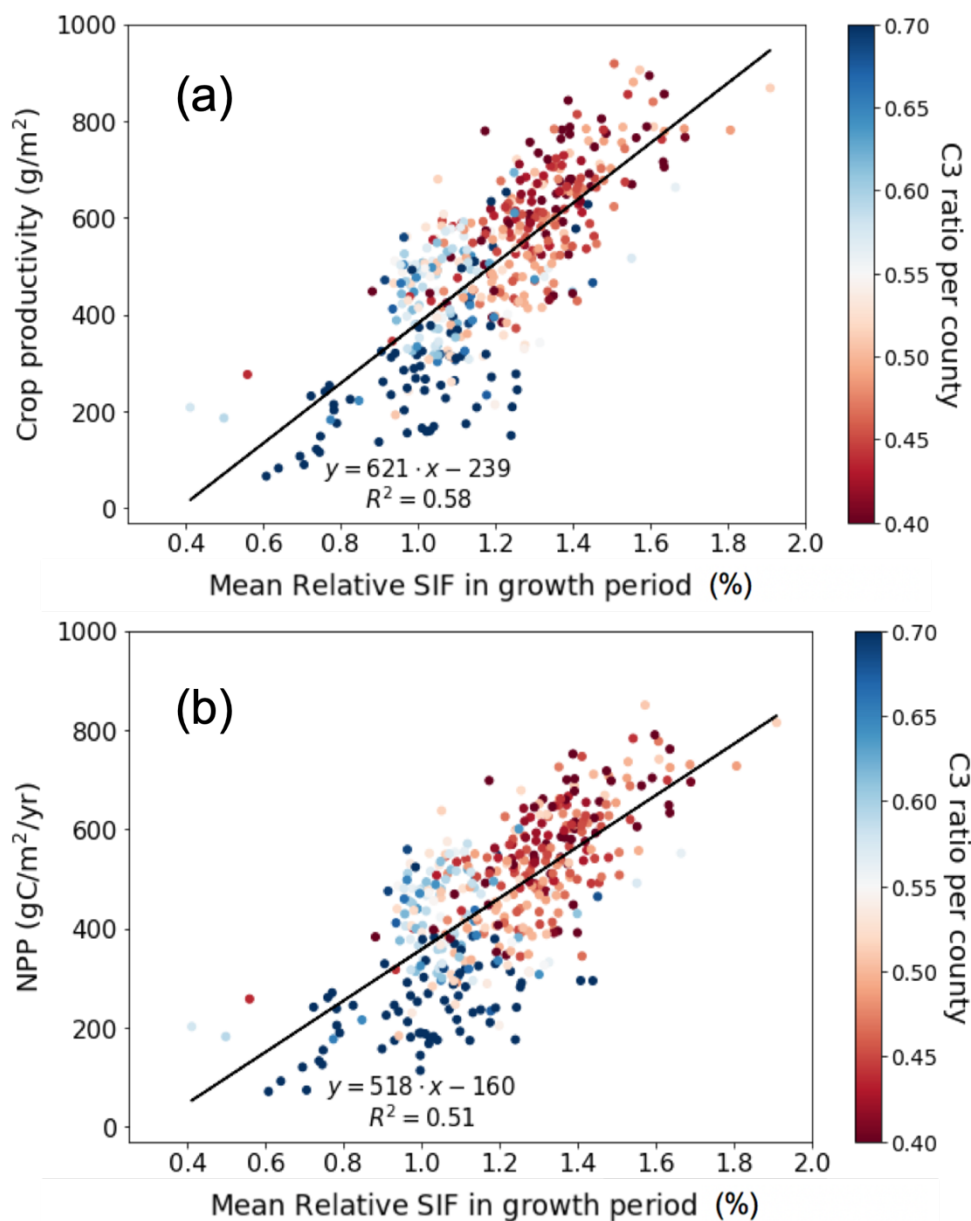 1000
800
600
400
200
0
Crop productivity (g/m²)
(a)
y = 621 · x − 239
R² = 0.58
0.4 0.6 0.8 1.0 1.2 1.4 1.6 1.8 2.0
Mean Relative SIF in growth period (%)
0.70
0.65
0.60
0.55
0.50
0.45
0.40
C3 ratio per county
1000
800
600
400
200
0
NPP (gC/m²/yr)
(b)
y = 518 · x − 160
R² = 0.51
0.4 0.6 0.8 1.0 1.2 1.4 1.6 1.8 2.0
Mean Relative SIF in growth period (%)
0.70
0.65
0.60
0.55
0.50
0.45
0.40
C3 ratio per county